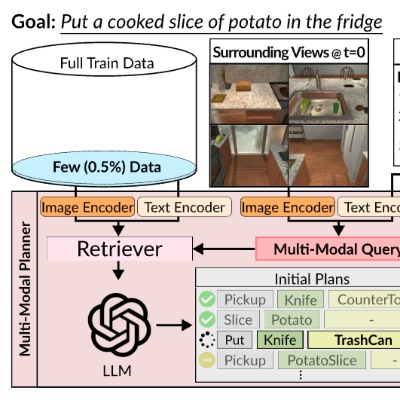 Goal: Put a cooked slice of potato in the fridge
Full Train Data
Surrounding Views @ t=0
Few (0.5%) Data
Image Encoder
Text Encoder
Image Encoder
Text Enco
Multi-Modal Planner
Retriever
Multi-Modal Query
LLM
Initial Plans
Pickup Knife CounterTo
Slice Potato -
Put Knife TrashCan
Pickup PotatoSlice -
⋮